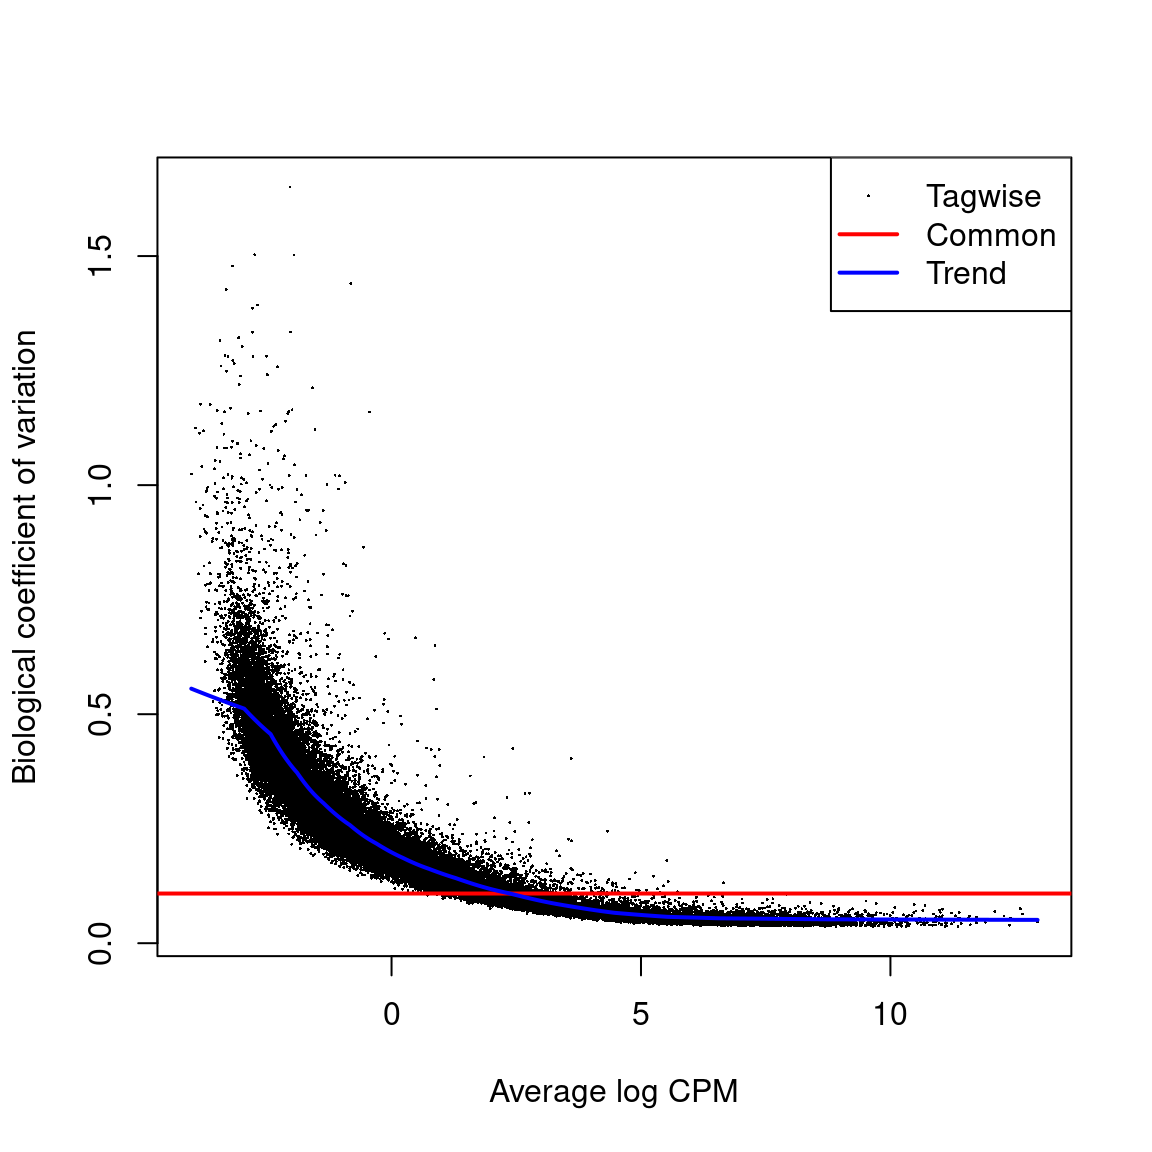 Tagwise
Common
Trend
Biological coefficient of variation
1.5
1.0
0.5
0.0
0 5 10
Average log CPM